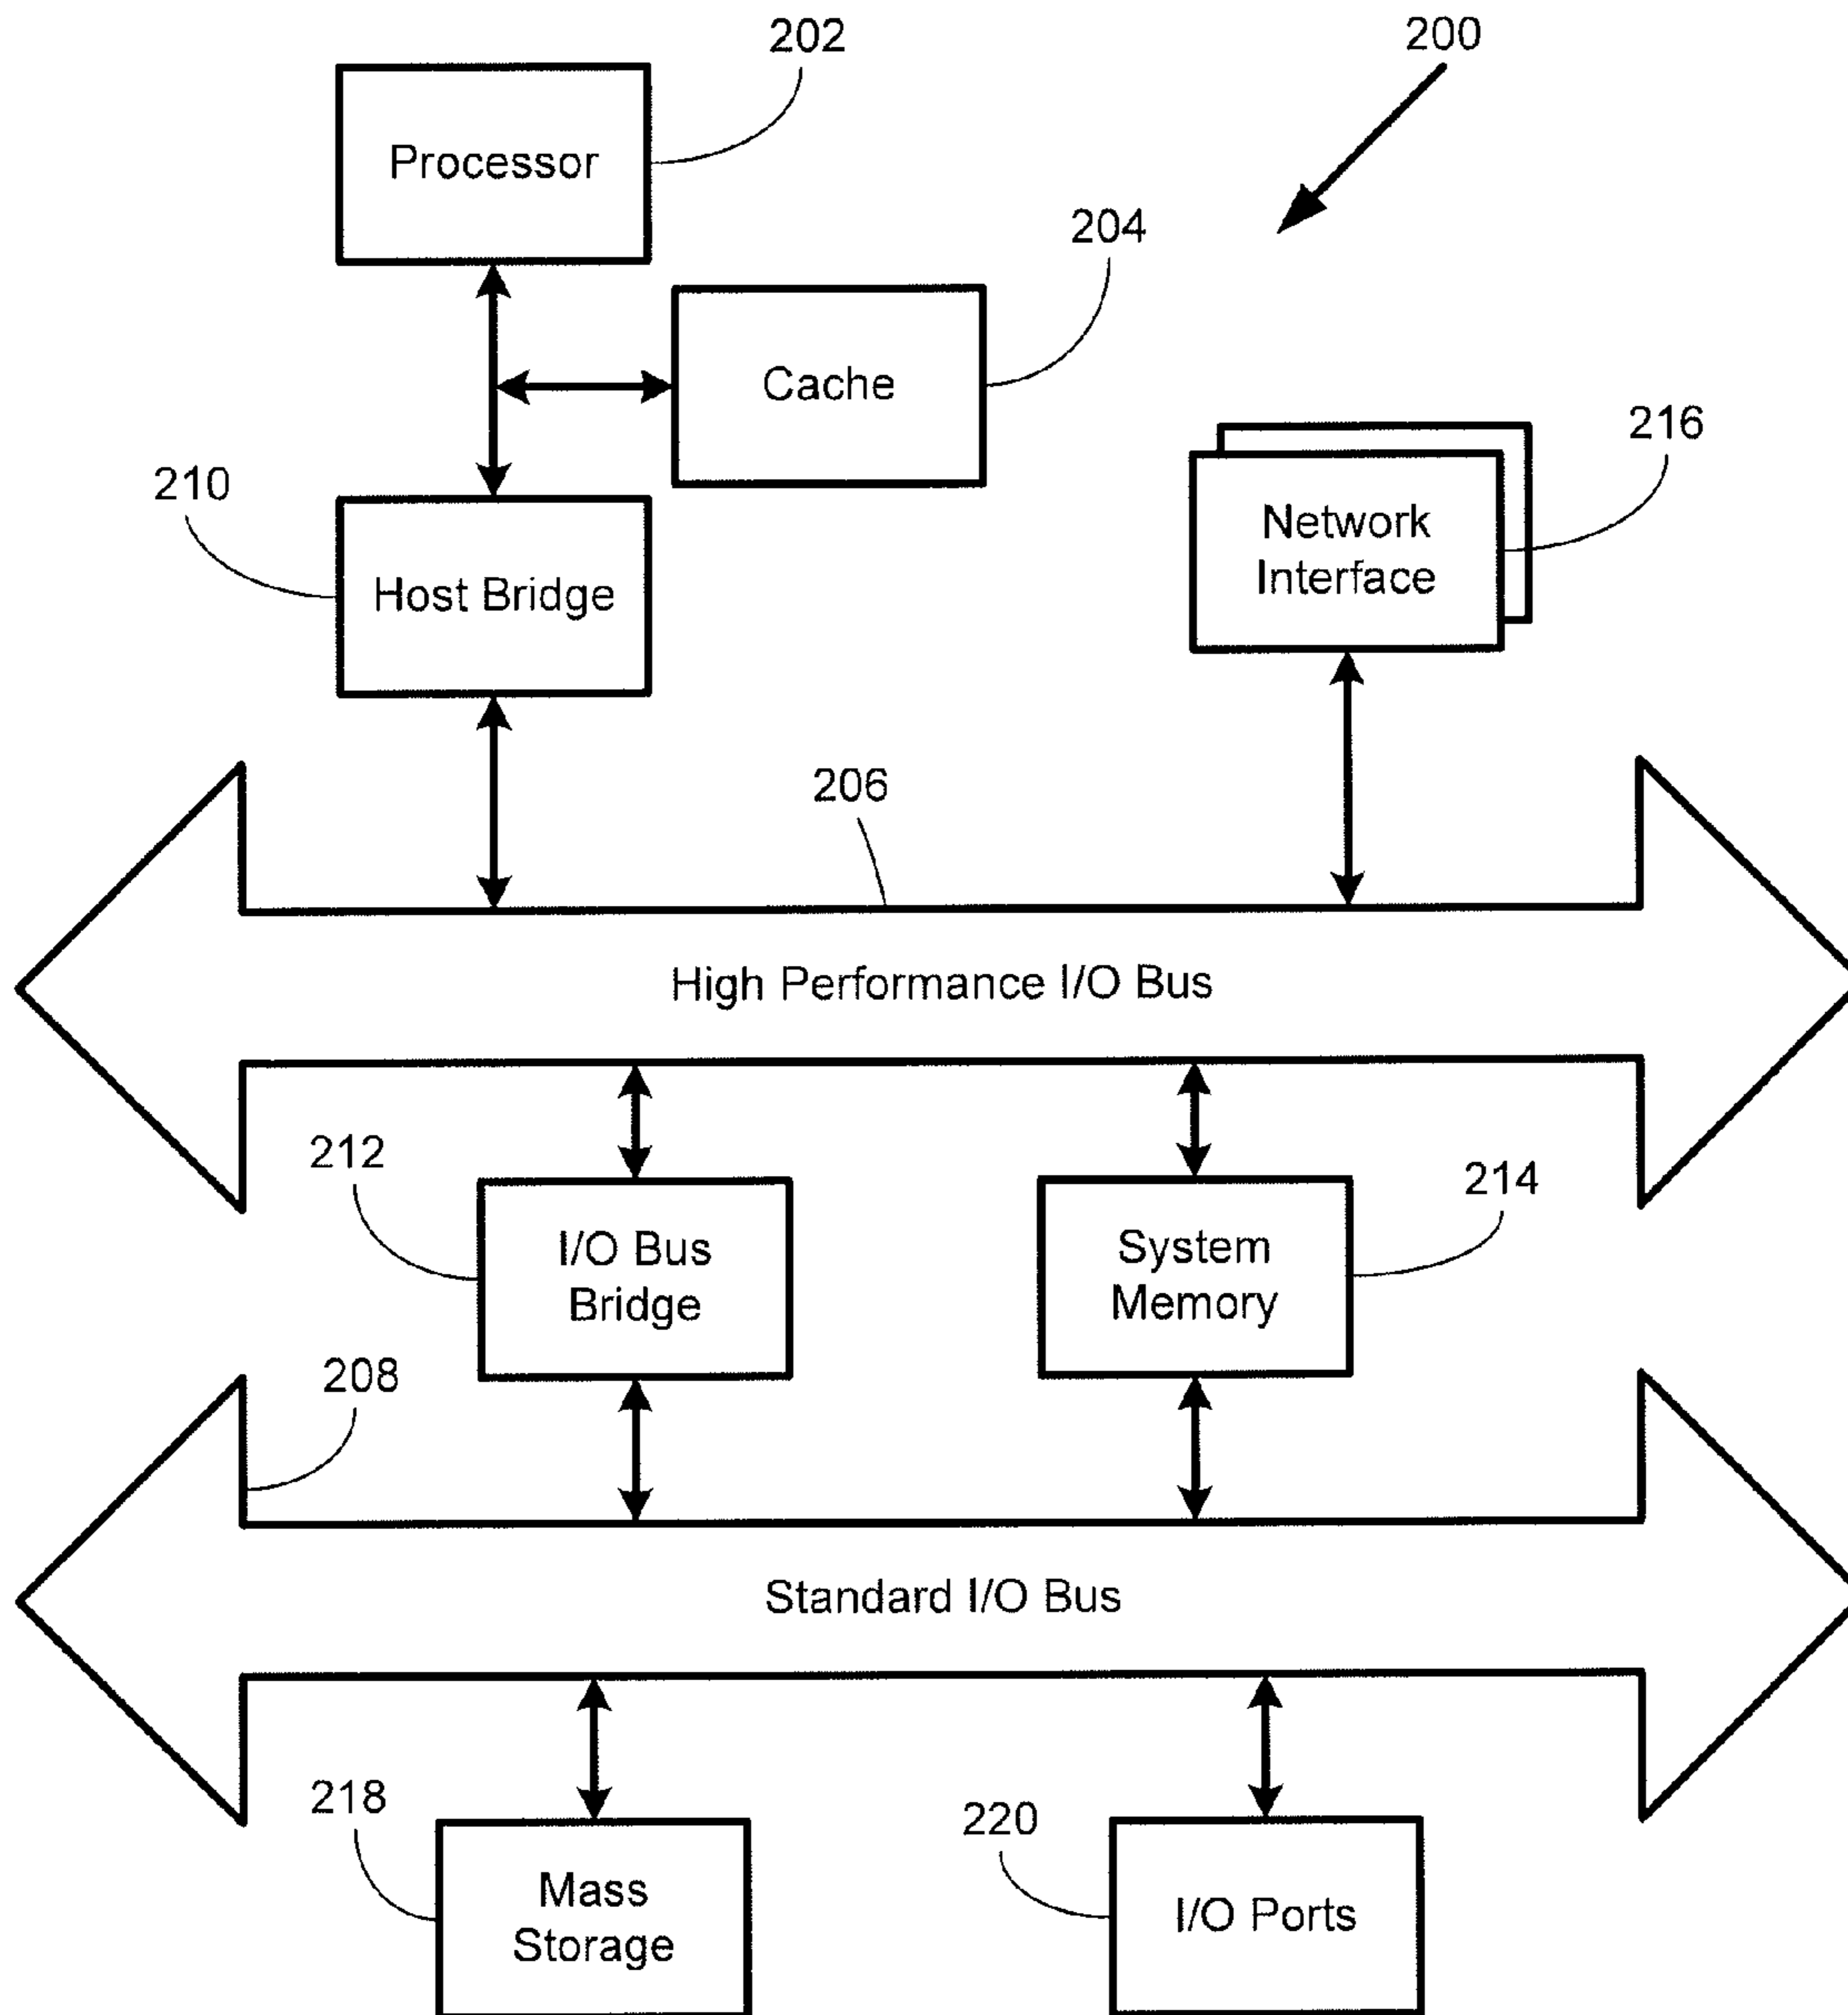 202
200
Processor
204
Cache
216
210
Network
Interface
Host Bridge
206
High Performance I/O Bus
212
214
I/O Bus
Bridge
System
Memory
208
Standard I/O Bus
218
220
Mass
Storage
I/O Ports